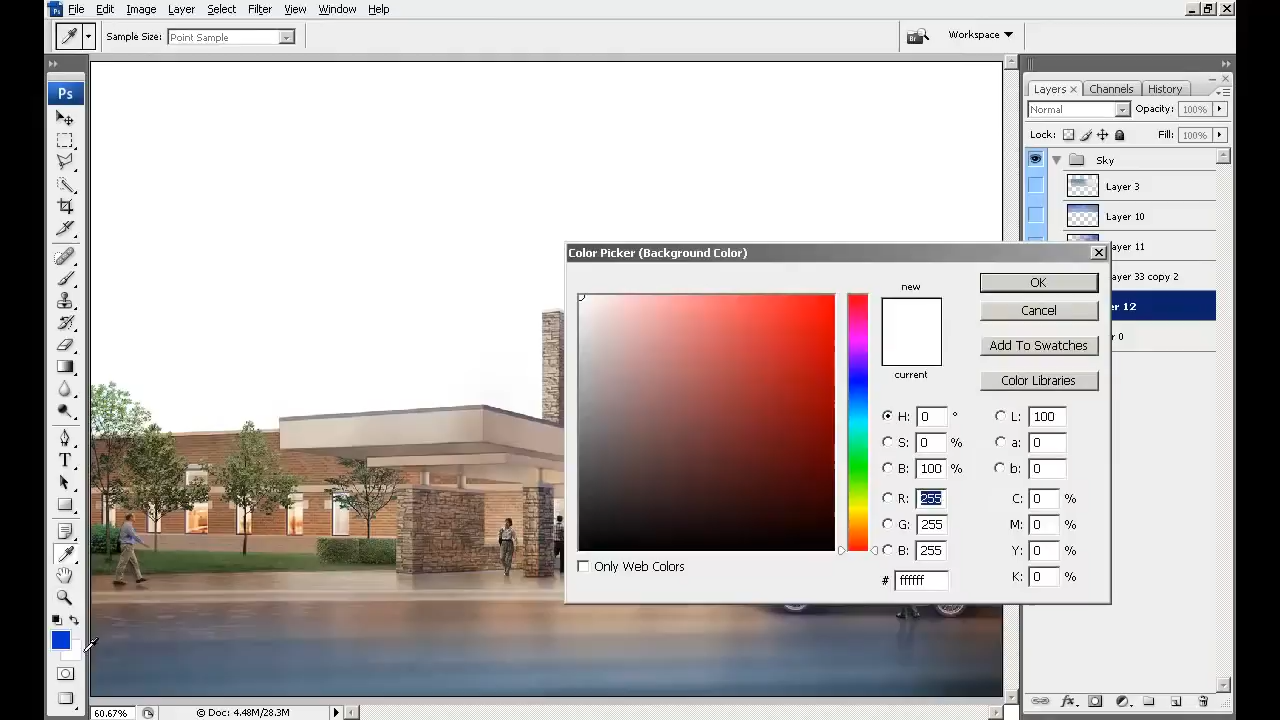 File Edit Image Layer Select Filter View Window Help
Sample Size: Point Sample
Br
Workspace
Ps
Layers × Channels History
Normal Opacity: 100%
Lock: Fill: 100%
Sky
Layer 3
Layer 10
11
Color Picker (Background Color)
new
current
OK
Cancel
Add To Swatches
Color Libraries
ayer 33 copy 2
er 12
0
H: 0 °
S: 0 %
B: 100 %
R: 255
G: 255
B: 255
# ffffff
L: 100
a: 0
b: 0
C: 0 %
M: 0 %
Y: 0 %
K: 0 %
Only Web Colors
T
60.67% Doc: 4.48M/28.3M
fx